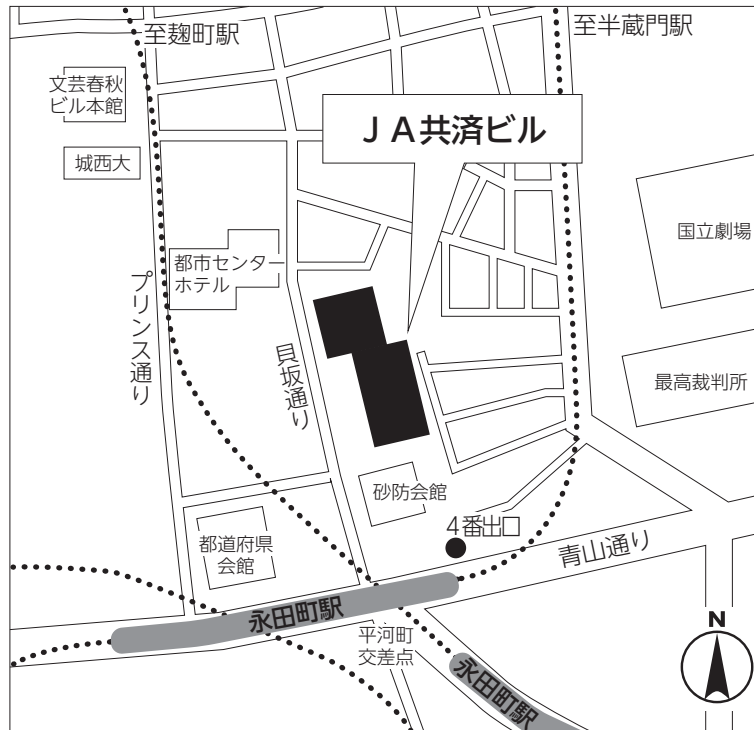 至麹町駅
至半蔵門駅
文芸春秋
ビル本館
JA共済ビル
城西大
国立劇場
都市センター
ホテル
プリンス通り
貝坂通り
最高裁判所
砂防会館
4番出口
都道府県
会館
青山通り
永田町駅
平河町
交差点
N
永田町駅